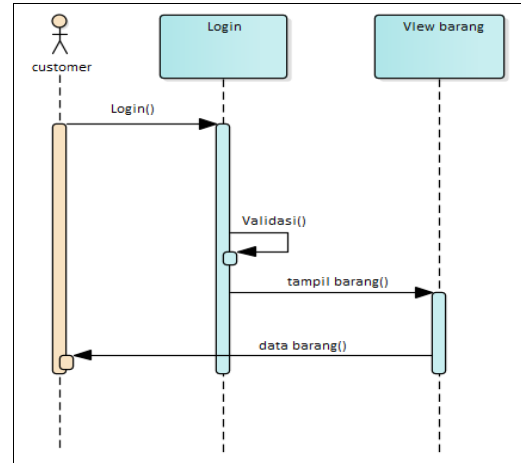 Login
VIew barang
customer
Login()
Validasi()
tampil barang()
data barang()